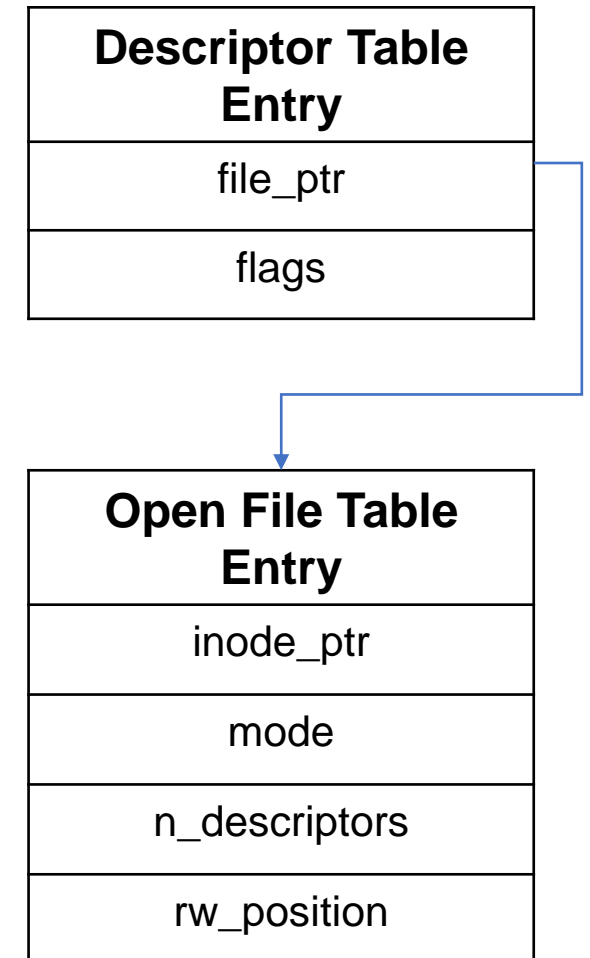 Descriptor Table
Entry
file_ptr
flags
Open File Table
Entry
inode_ptr
mode
n_descriptors
rw_position